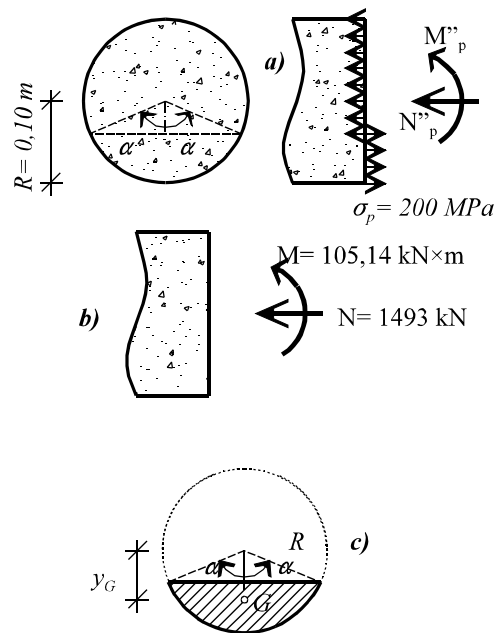 a)
M"p
N"p
R= 0,10 m
α α
σp= 200 MPa
b)
M= 105,14 kN×m
N= 1493 kN
c)
R
α α
yG
G